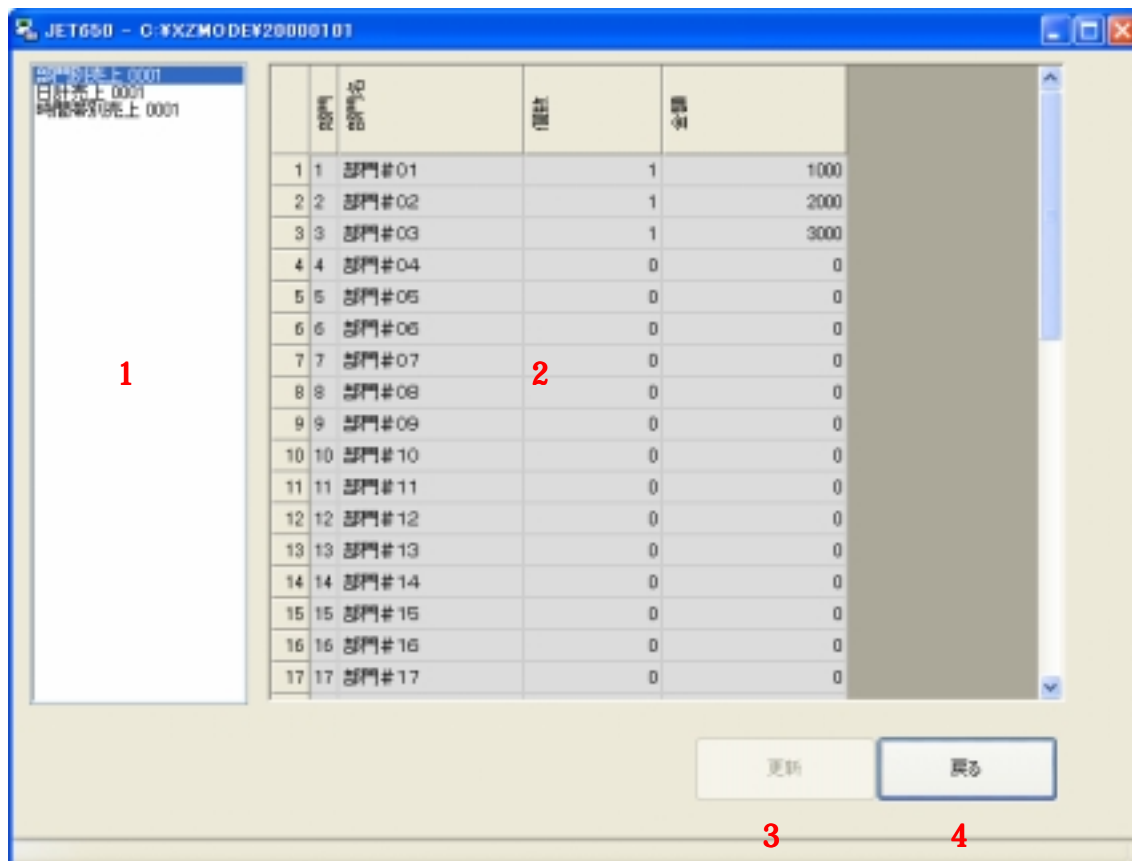 JET650 - C:¥XZMODE¥20000101
部門別売上 0001
日計売上 0001
時間帯別売上 0001
部門 部門名 個数 金額
1 1 部門#01 1 1000
2 2 部門#02 1 2000
3 3 部門#03 1 3000
4 4 部門#04 0 0
5 5 部門#05 0 0
6 6 部門#06 0 0
7 7 部門#07 0 0
8 8 部門#08 0 0
9 9 部門#09 0 0
10 10 部門#10 0 0
11 11 部門#11 0 0
12 12 部門#12 0 0
13 13 部門#13 0 0
14 14 部門#14 0 0
15 15 部門#15 0 0
16 16 部門#16 0 0
17 17 部門#17 0 0
1
2
更新
戻る
3
4